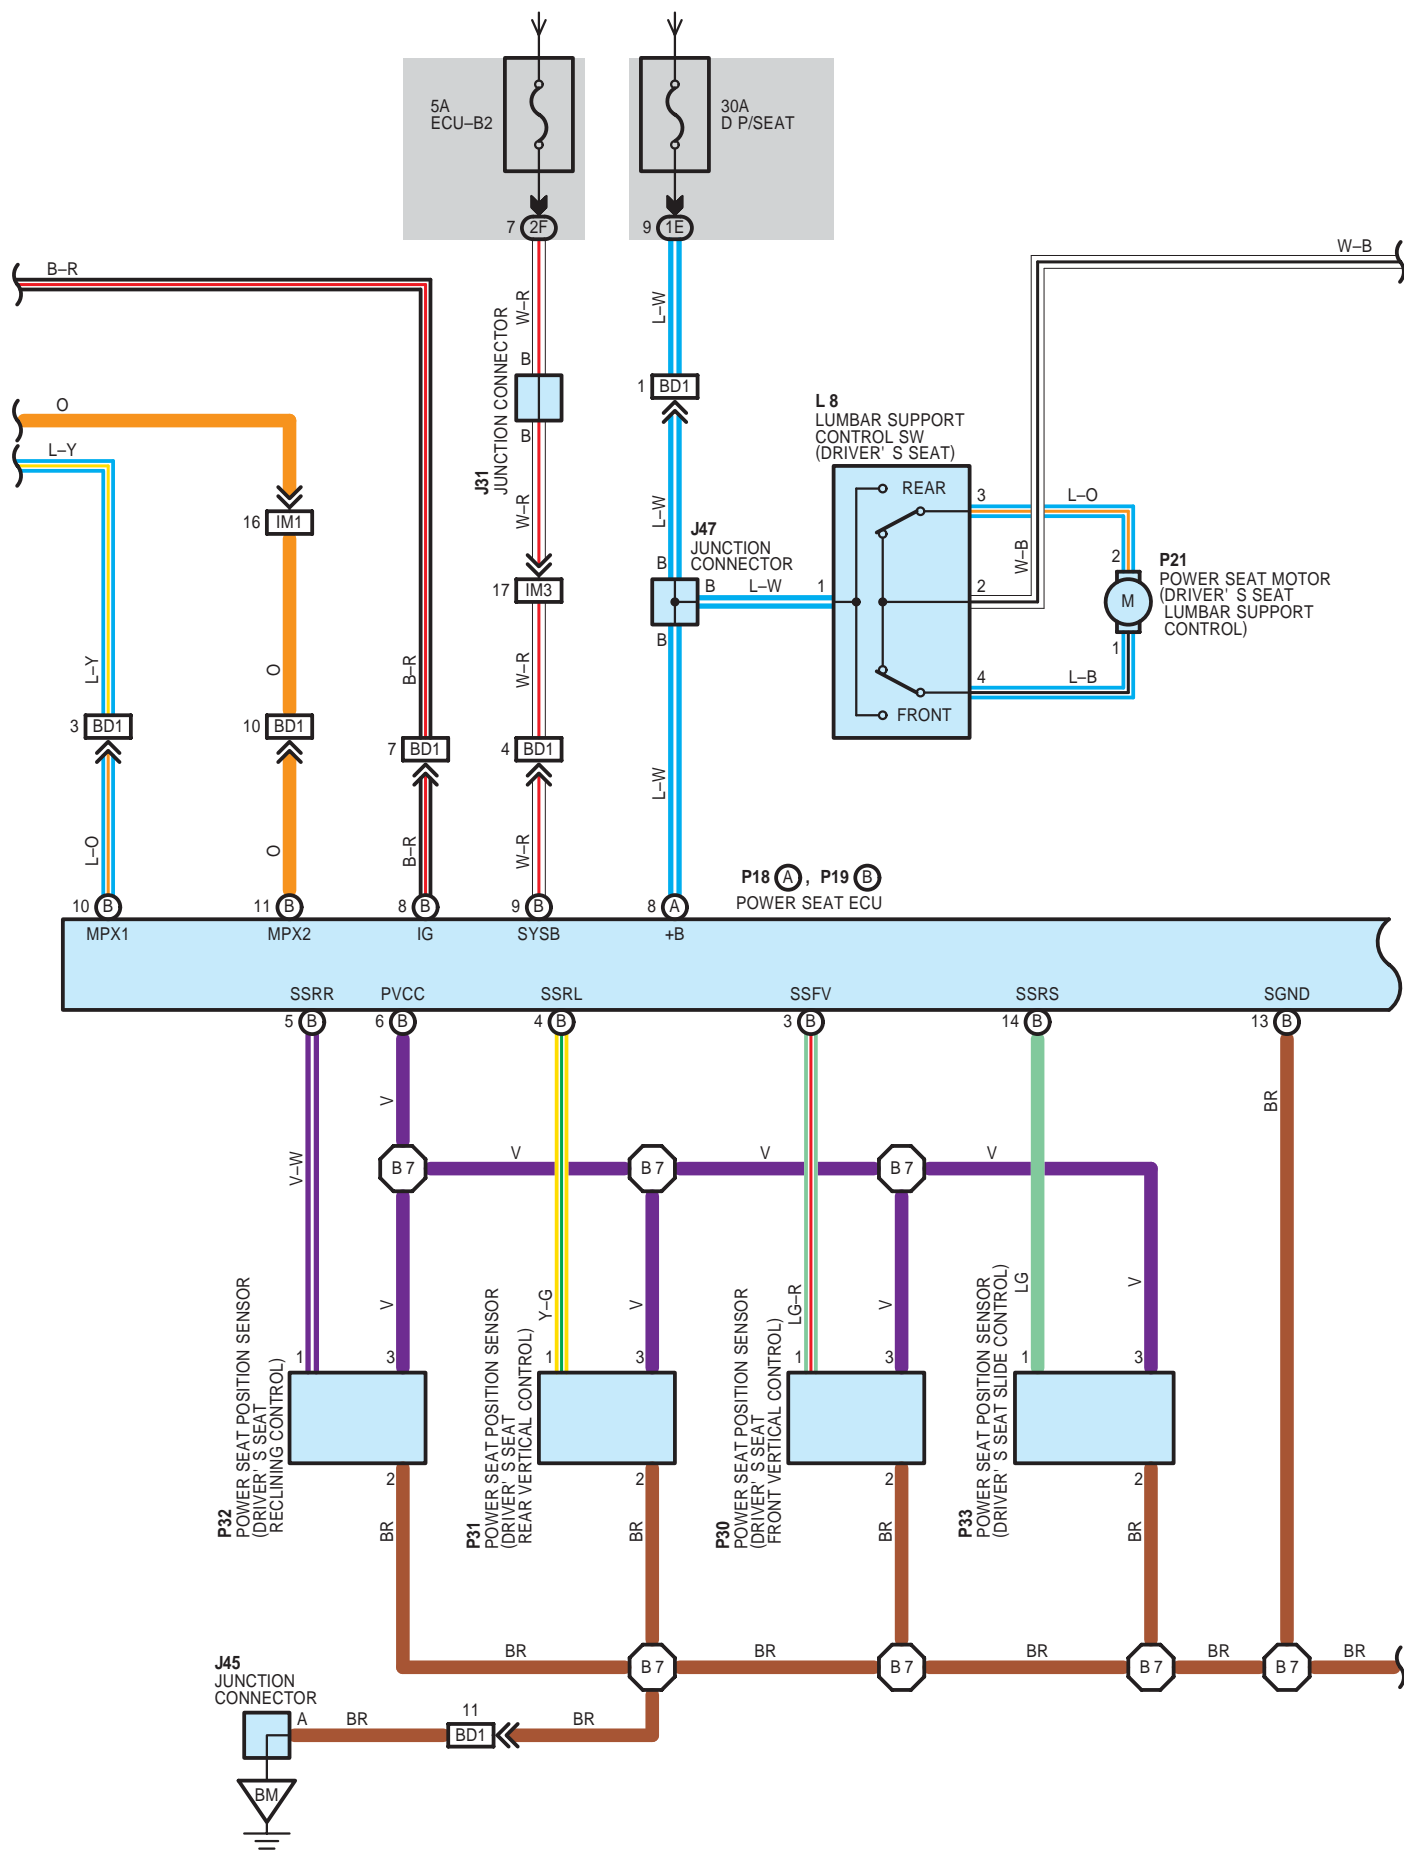 5A
ECU–B2
30A
D P/SEAT
7 2F
9 1E
B–R
W–B
W–R
L–W
J31
JUNCTION CONNECTOR
B
B
1 BD1
O
L–Y
L 8
LUMBAR SUPPORT
CONTROL SW
(DRIVER' S SEAT)
REAR
3
L–O
16 IM1
W–R
L–W
J47
JUNCTION
CONNECTOR
B
B
L–W
1
2
W–B
2
P21
POWER SEAT MOTOR
(DRIVER' S SEAT
LUMBAR SUPPORT
CONTROL)
M
1
17 IM3
B
4
L–B
FRONT
L–Y
O
B–R
W–R
3 BD1
10 BD1
7 BD1
4 BD1
L–W
L–O
O
B–R
W–R
P18 A , P19 B
POWER SEAT ECU
10 B
11 B
8 B
9 B
8 A
MPX1
MPX2
IG
SYSB
+B
SSRR
PVCC
SSRL
SSFV
SSRS
SGND
5 B
6 B
4 B
3 B
14 B
13 B
V
BR
V–W
B 7
V
B 7
V
B 7
V
V
Y–G
V
LG–R
V
LG
V
1
3
1
3
1
3
1
3
P32
POWER SEAT POSITION SENSOR
(DRIVER' S SEAT
RECLINING CONTROL)
P31
POWER SEAT POSITION SENSOR
(DRIVER' S SEAT
REAR VERTICAL CONTROL)
P30
POWER SEAT POSITION SENSOR
(DRIVER' S SEAT
FRONT VERTICAL CONTROL)
P33
POWER SEAT POSITION SENSOR
(DRIVER' S SEAT SLIDE CONTROL)
2
2
2
2
BR
BR
BR
BR
BR
B 7
BR
B 7
BR
B 7
BR
B 7
BR
J45
JUNCTION
CONNECTOR
A
BR
11
BD1
BR
BM